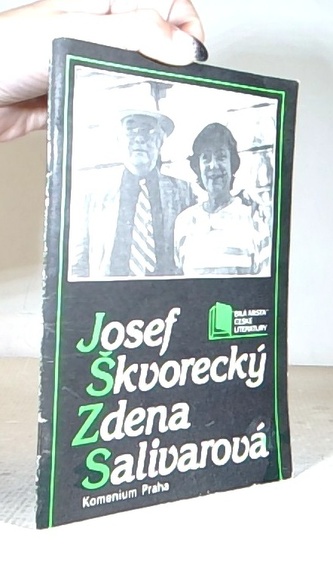 BÍLÁ MÍSTA
ČESKÉ
LITERATURY
Josef
Škvorecký
Zdena
Salivarová
Komenium Praha